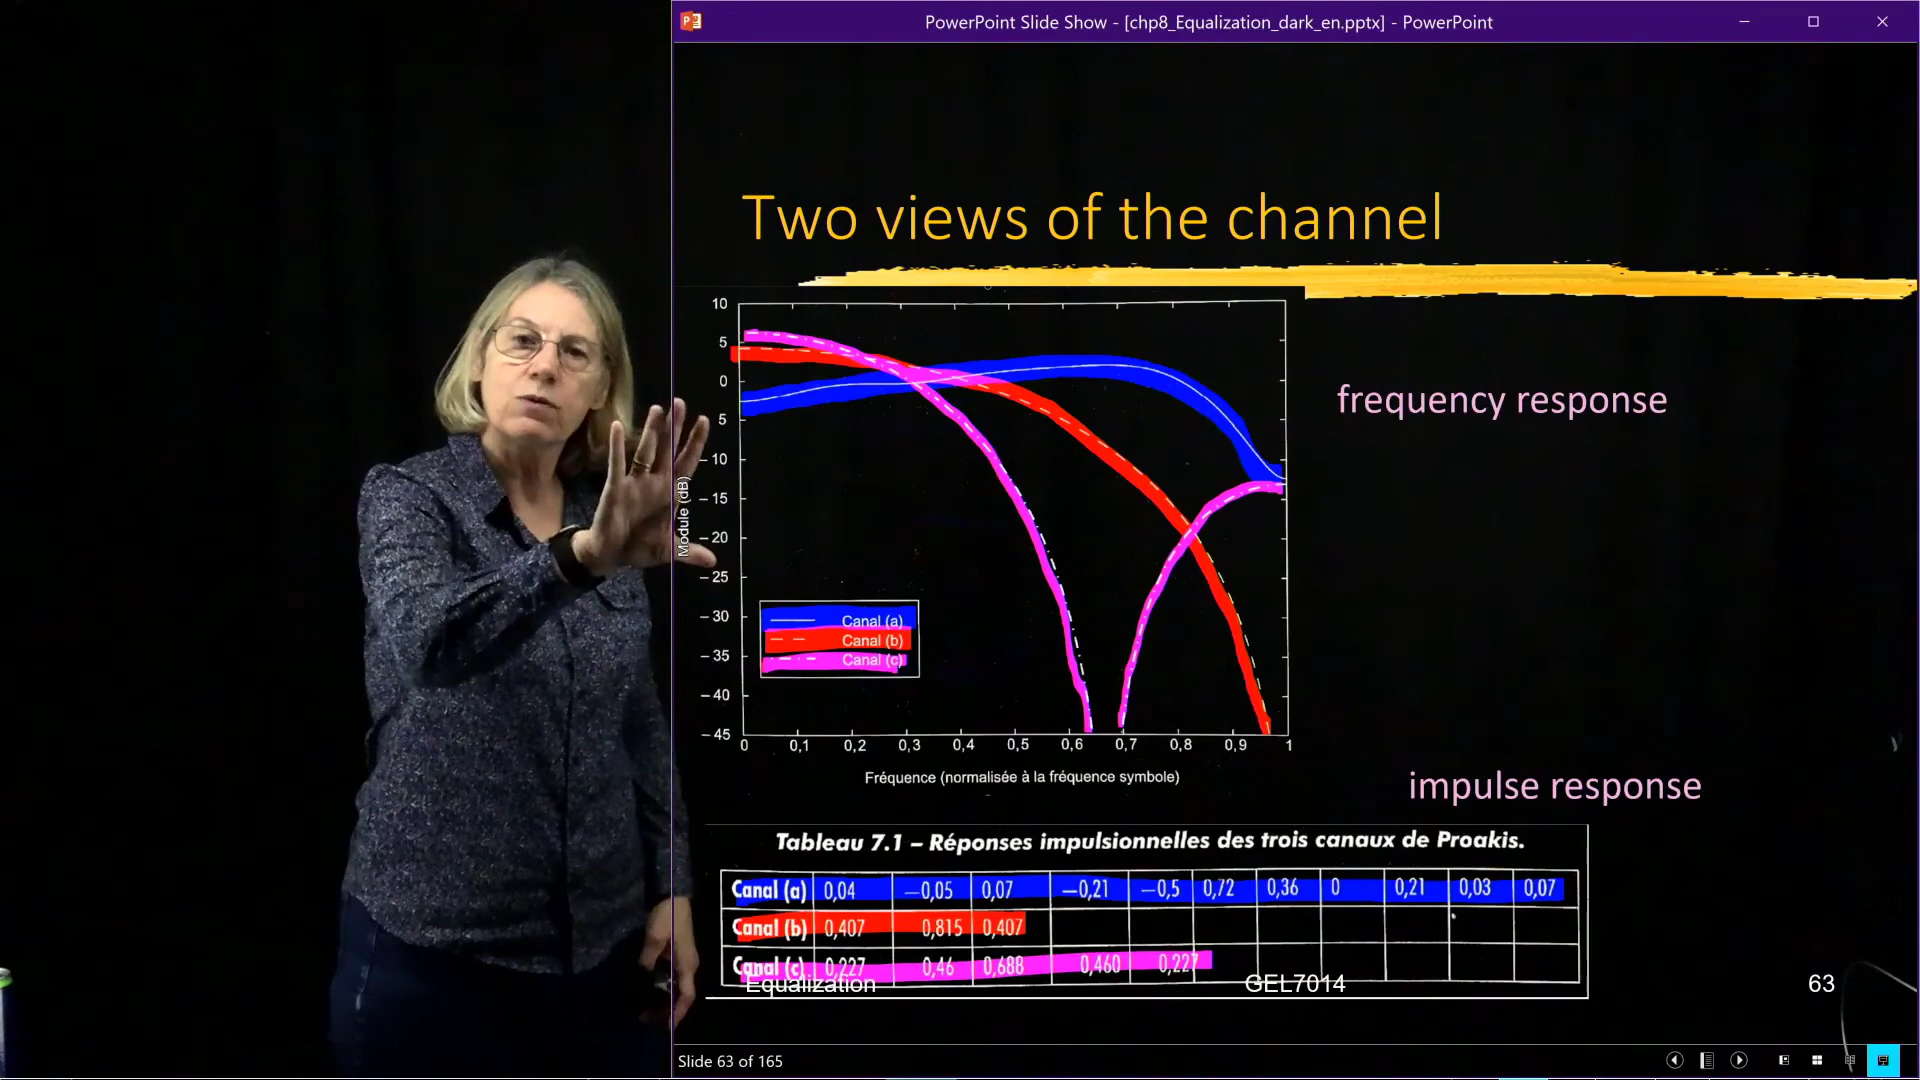 PowerPoint Slide Show - [chp8_Equalization_dark_en.pptx] - PowerPoint
Two views of the channel
10
5
0
5
– 10
– 15
– 20
– 25
– 30
– 35
– 40
– 45
Module (dB)
Canal (a)
Canal (b)
Canal (c)
0 0,1 0,2 0,3 0,4 0,5 0,6 0,7 0,8 0,9 1
Fréquence (normalisée à la fréquence symbole)
frequency response
impulse response
Tableau 7.1 – Réponses impulsionnelles des trois canaux de Proakis.
Canal (a) 0,04 –0,05 0,07 –0,21 –0,5 0,72 0,36 0 0,21 0,03 0,07
Canal (b) 0,407 0,815 0,407
Canal (c) 0,227 0,46 0,688 0,460 0,227
Equalization GEL7014 63
Slide 63 of 165